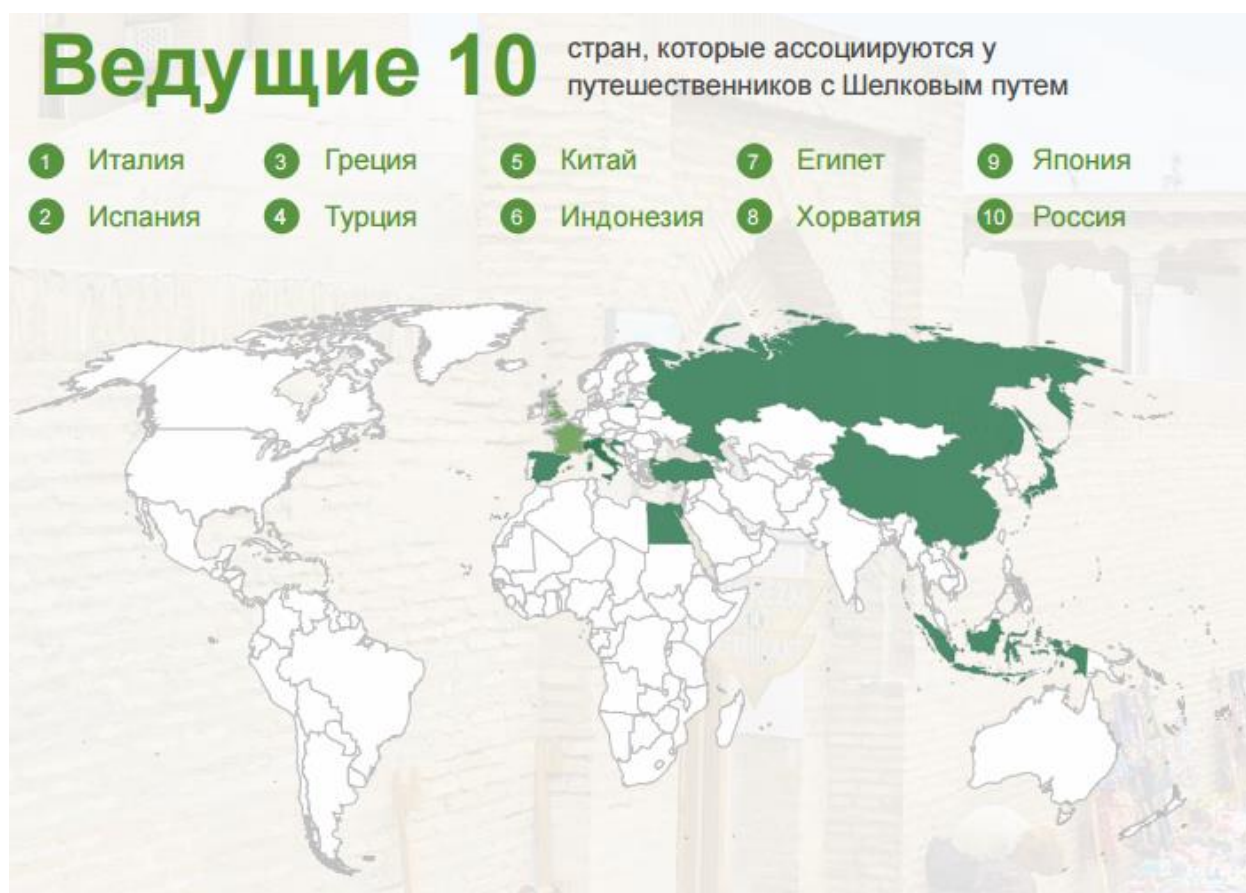 Ведущие 10
стран, которые ассоциируются у
путешественников с Шелковым путем
1 Италия
2 Испания
3 Греция
4 Турция
5 Китай
6 Индонезия
7 Египет
8 Хорватия
9 Япония
10 Россия